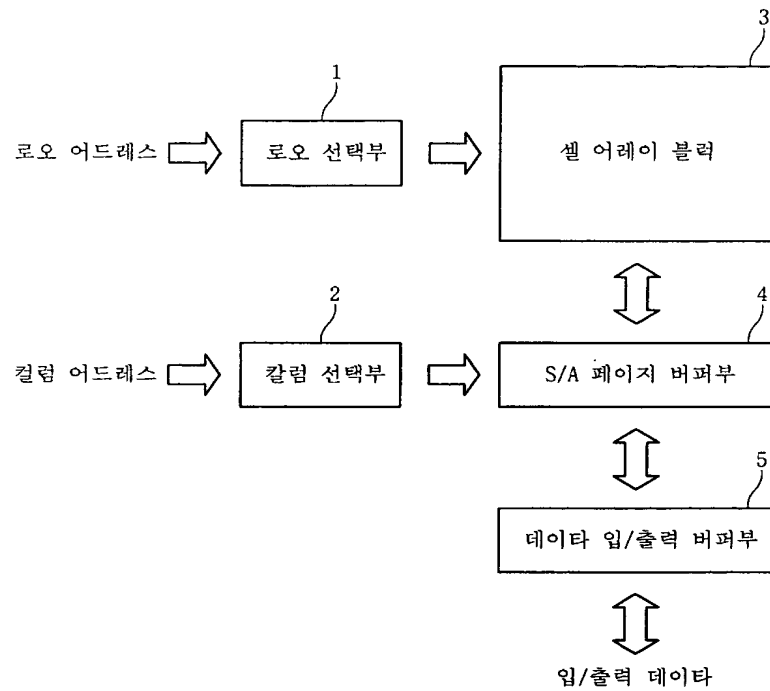 3
1
로오 어드레스
로오 선택부
셀 어레이 블럭
2
4
컬럼 어드레스
칼럼 선택부
S/A 페이지 버퍼부
5
데이타 입/출력 버퍼부
입/출력 데이타